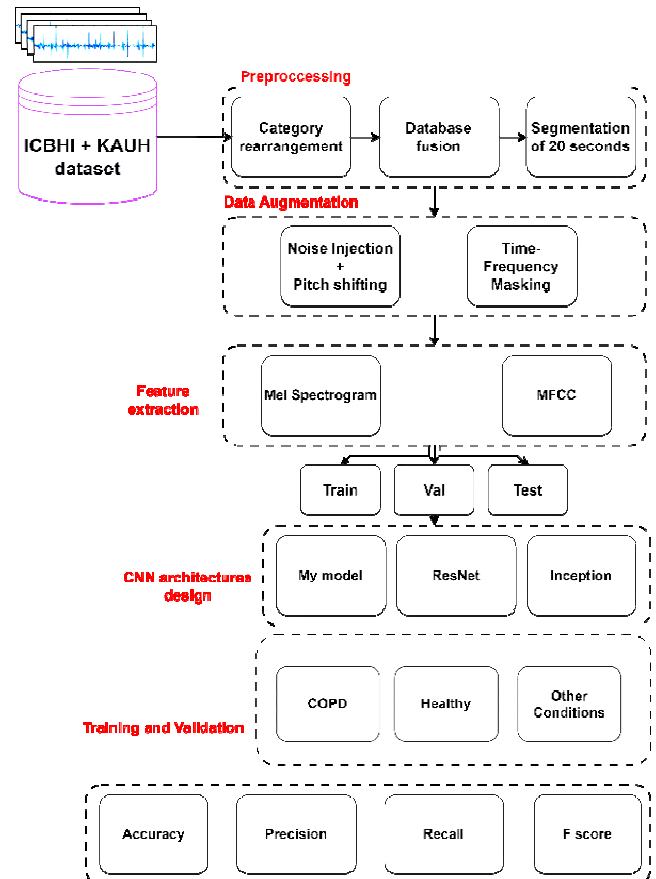 Preproccessing
ICBHI + KAUH
dataset
Category
rearrangement
Database
fusion
Segmentation
of 20 seconds
Data Augmentation
Noise Injection
+
Pitch shifting
Time-
Frequency
Masking
Feature
extraction
Mel Spectrogram
MFCC
Train
Val
Test
CNN architectures
design
My model
ResNet
Inception
Training and Validation
COPD
Healthy
Other
Conditions
Accuracy
Precision
Recall
F score